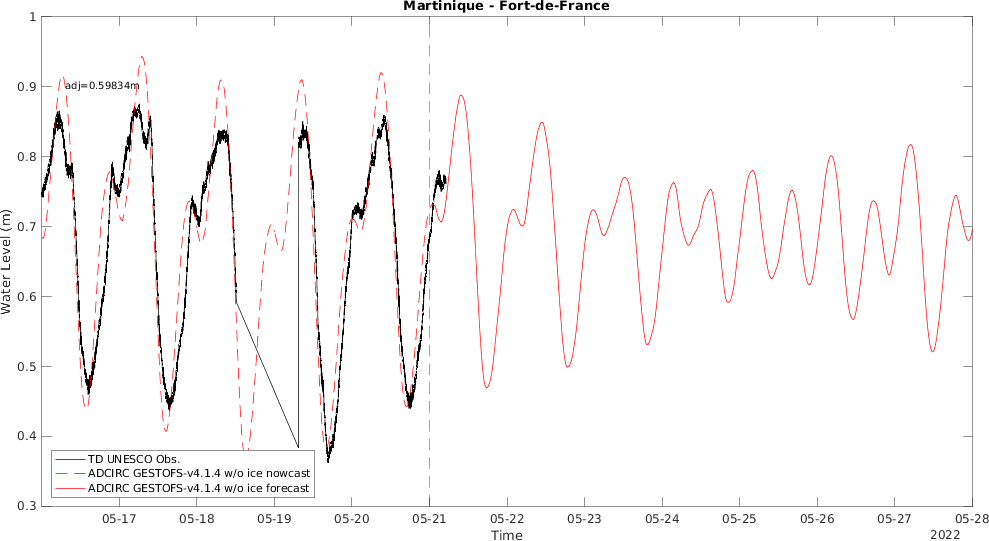 Martinique - Fort-de-France
1
0.9
0.8
0.7
0.6
0.5
0.4
0.3
Water Level (m)
adj=0.59834m
TD UNESCO Obs.
ADCIRC GESTOFS-v4.1.4 w/o ice nowcast
ADCIRC GESTOFS-v4.1.4 w/o ice forecast
05-17 05-18 05-19 05-20 05-21 05-22 05-23 05-24 05-25 05-26 05-27 05-28
Time
2022